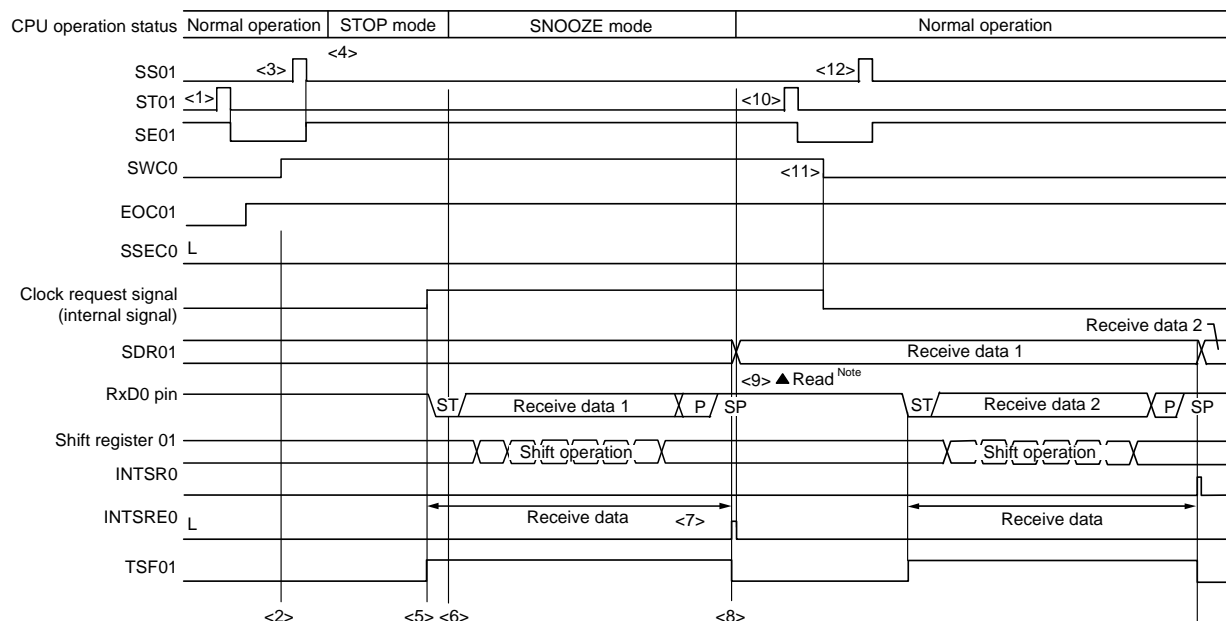 CPU operation status Normal operation STOP mode SNOOZE mode Normal operation
<4>
SS01 <3> <12>
ST01 <1> <10>
SE01
SWC0 <11>
EOC01
SSEC0 L
Clock request signal
(internal signal)
Receive data 2
SDR01 Receive data 1
<9> ▲ Read Note
RxD0 pin ST Receive data 1 P SP ST Receive data 2 P SP
Shift register 01 Shift operation Shift operation
INTSR0
Receive data <7> Receive data
INTSRE0 L
TSF01
<2> <5> <6> <8>